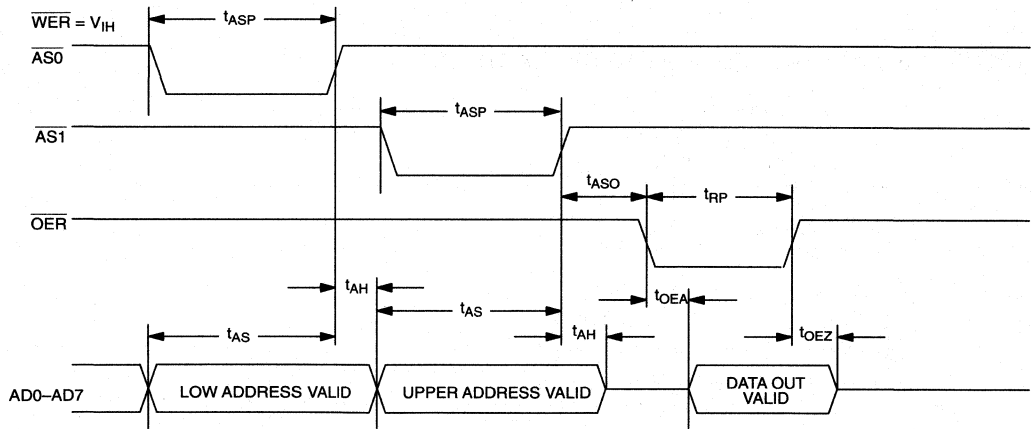 WER = VIH
tASP
AS0
tASP
AS1
tASO
tRP
OER
tAH
tOEA
tAS
tAS
tAH
tOEZ
AD0–AD7
LOW ADDRESS VALID
UPPER ADDRESS VALID
DATA OUT
VALID